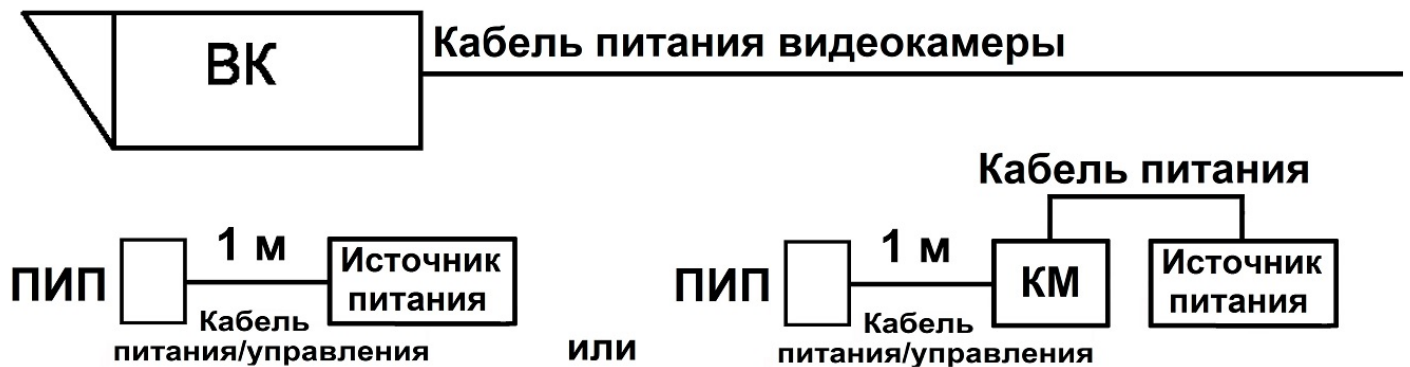 ВК
Кабель питания видеокамеры
ПИП
1 м
Источник
питания
Кабель
питания/управления
или
Кабель питания
ПИП
1 м
КМ
Источник
питания
Кабель
питания/управления